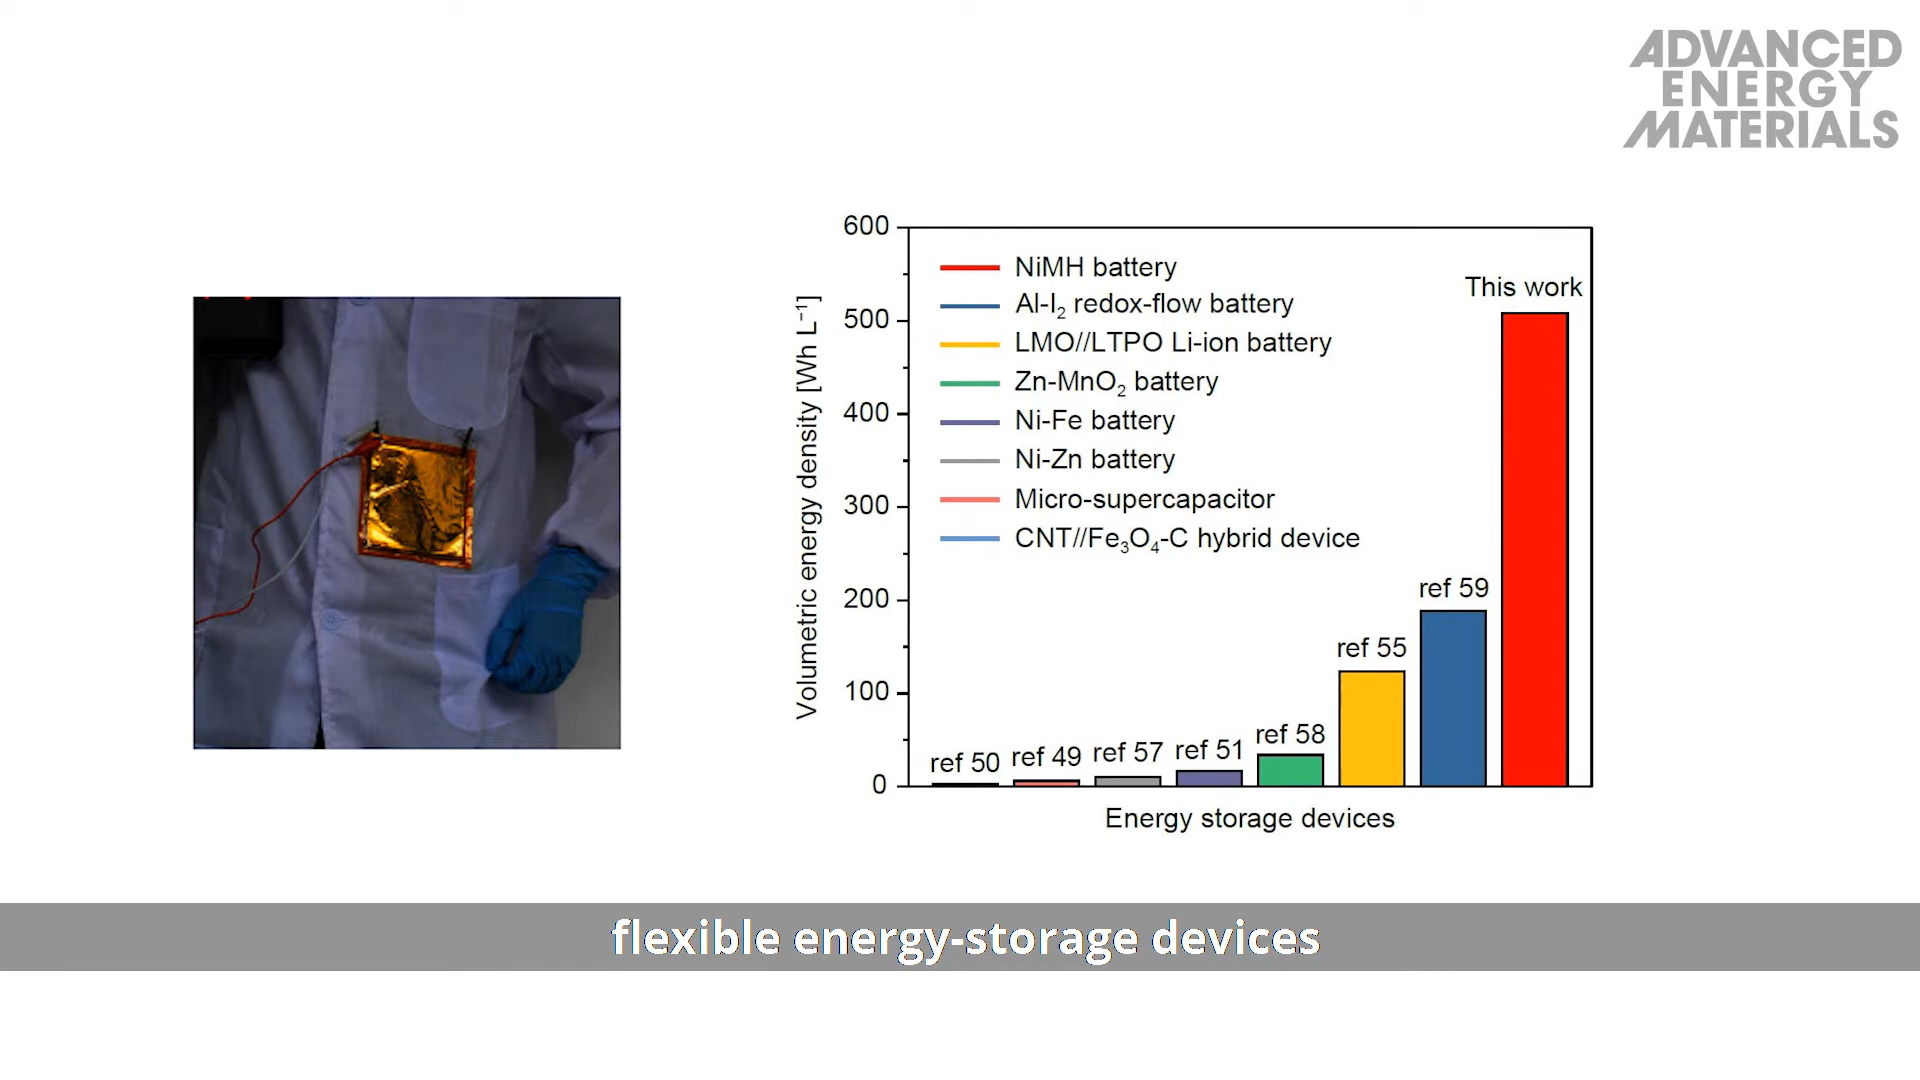 ADVANCED
ENERGY
MATERIALS
600
500
400
300
200
100
0
Volumetric energy density [Wh L⁻¹]
NiMH battery
Al-I₂ redox-flow battery
LMO//LTPO Li-ion battery
Zn-MnO₂ battery
Ni-Fe battery
Ni-Zn battery
Micro-supercapacitor
CNT//Fe₃O₄-C hybrid device
This work
ref 50
ref 49
ref 57
ref 51
ref 58
ref 55
ref 59
Energy storage devices
flexible energy-storage devices